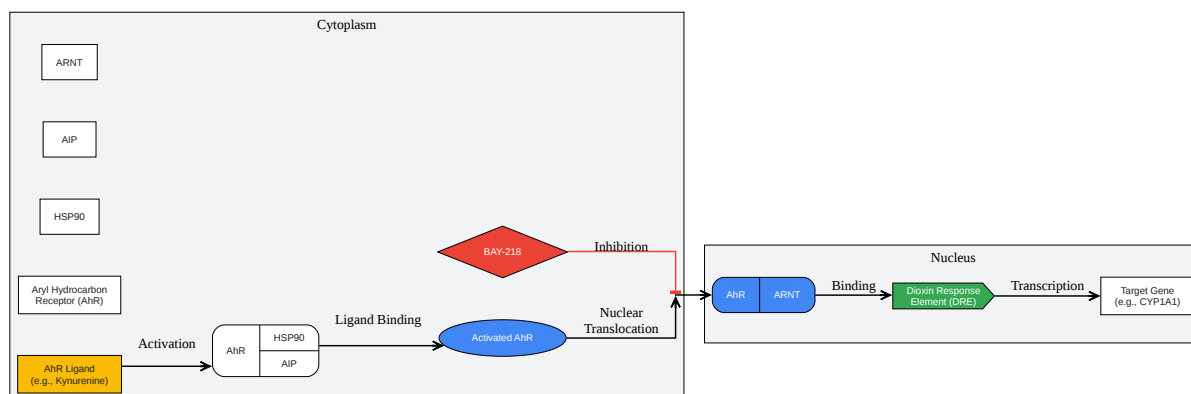 Cytoplasm
ARNT
AIP
HSP90
Aryl Hydrocarbon
Receptor (AhR)
AhR Ligand
(e.g., Kynurenine)
Activation
AhR
HSP90
AIP
Ligand Binding
BAY-218
Inhibition
Activated AhR
Nuclear
Translocation
Nucleus
AhR
ARNT
Binding
Dioxin Response
Element (DRE)
Transcription
Target Gene
(e.g., CYP1A1)